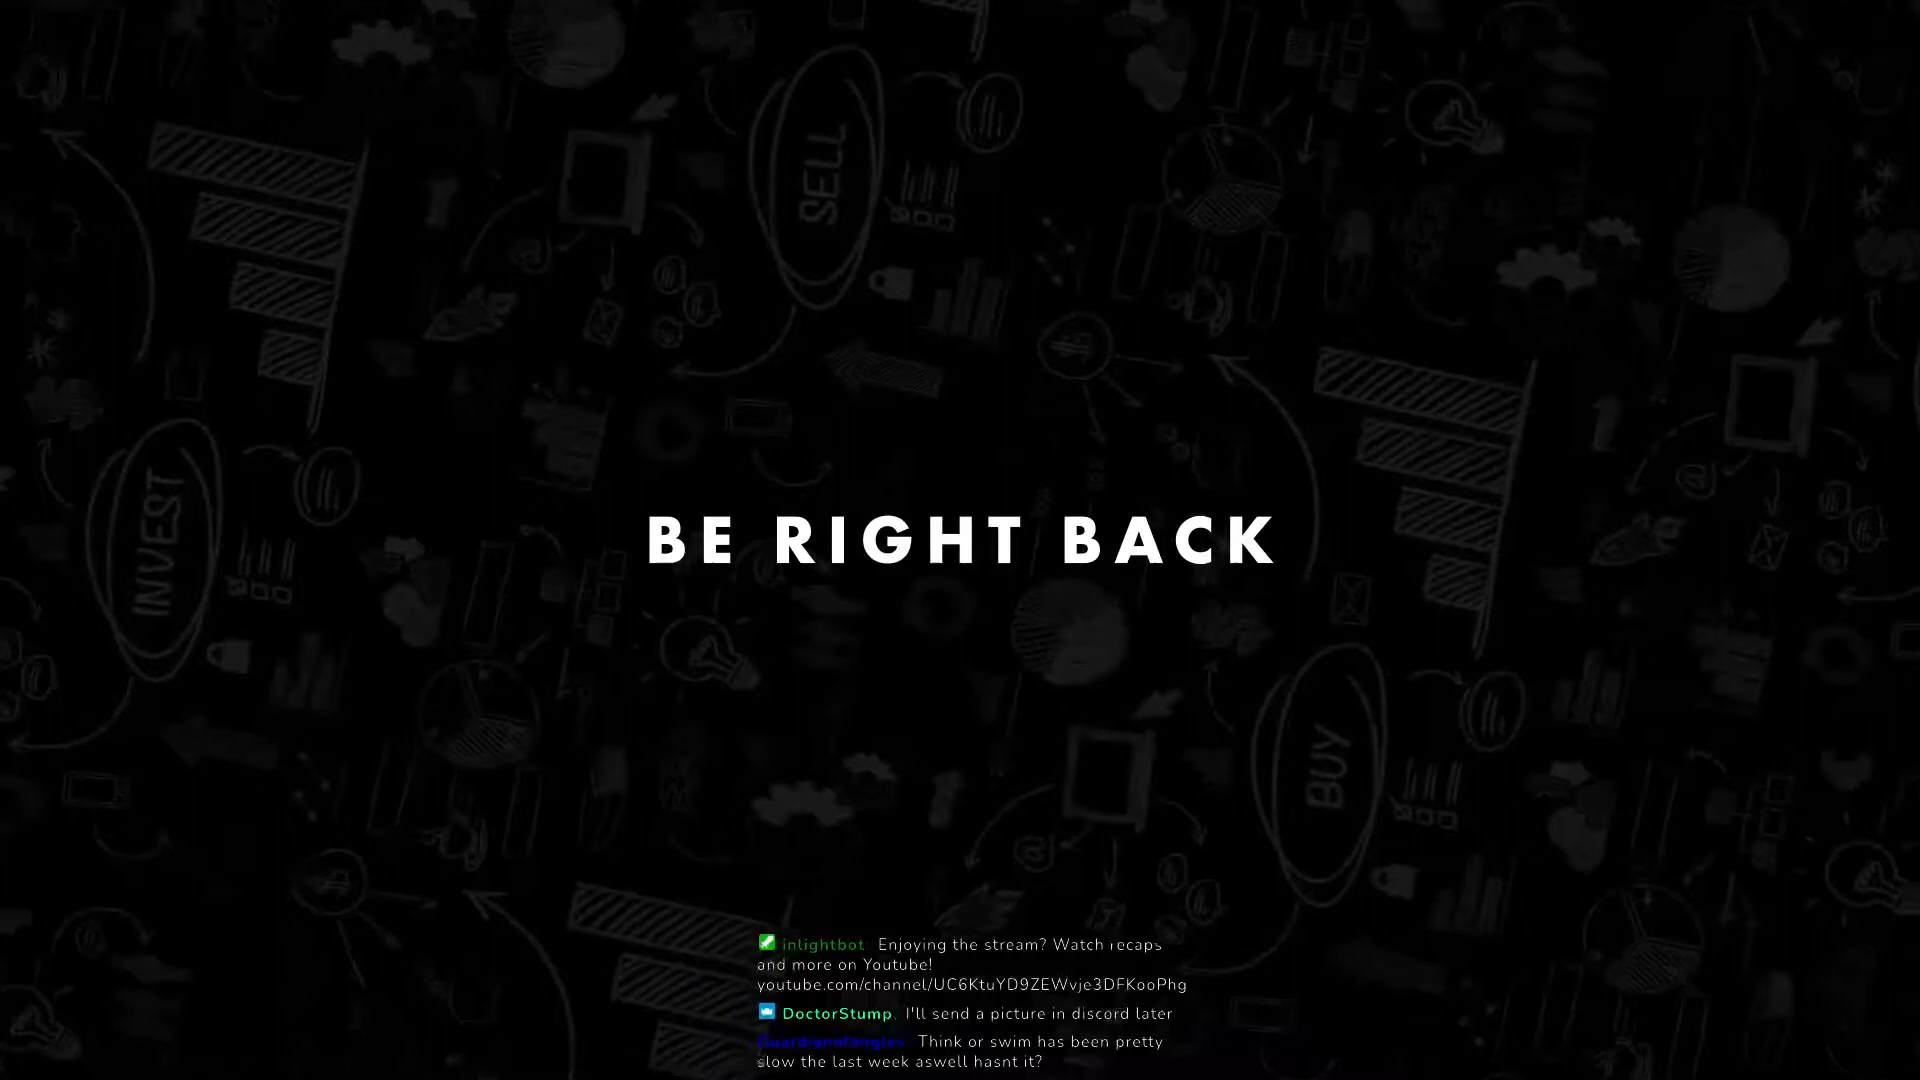 SELL
INVEST
BE RIGHT BACK
BUY
inlightbot Enjoying the stream? Watch recaps
and more on Youtube!
youtube.com/channel/UC6KtuYD9ZEWvje3DFKooPhg
DoctorStump. I'll send a picture in discord later
Think or swim has been pretty
slow the last week aswell hasnt it?